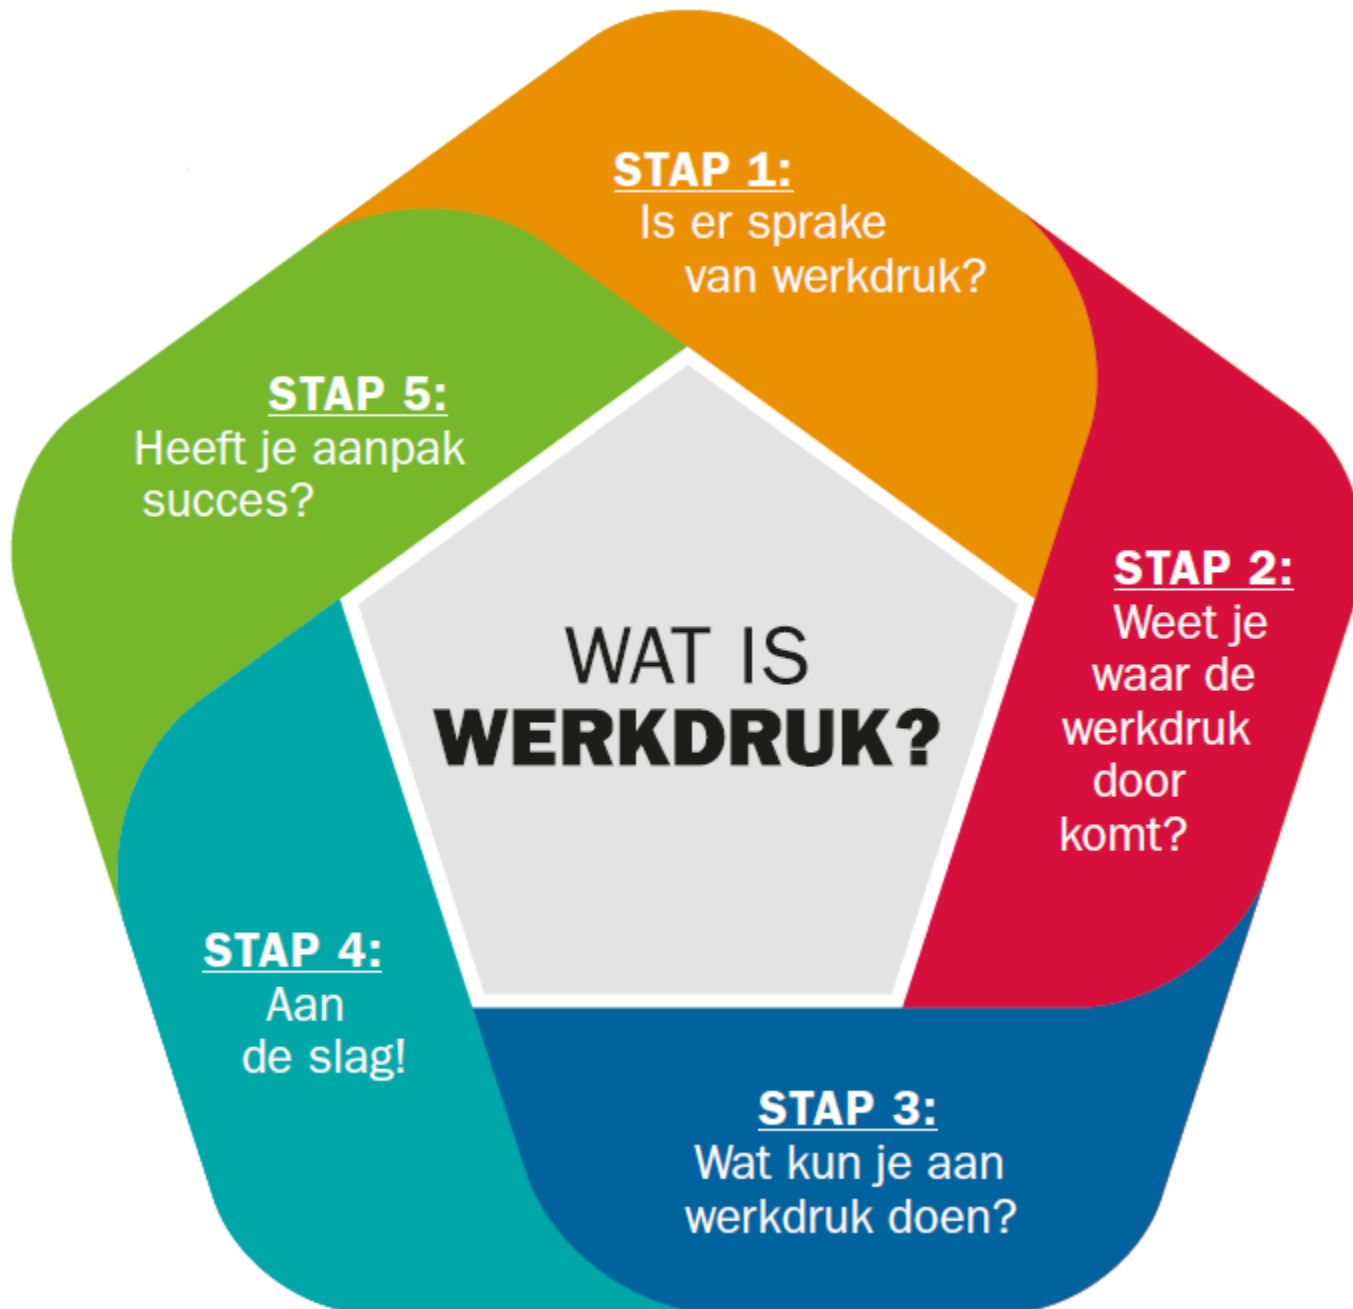 STAP 1:
Is er sprake
van werkdruk?
STAP 2:
Weet je
waar de
werkdruk
door
komt?
STAP 3:
Wat kun je aan
werkdruk doen?
STAP 4:
Aan
de slag!
STAP 5:
Heeft je aanpak
succes?
WAT IS
WERKDRUK?